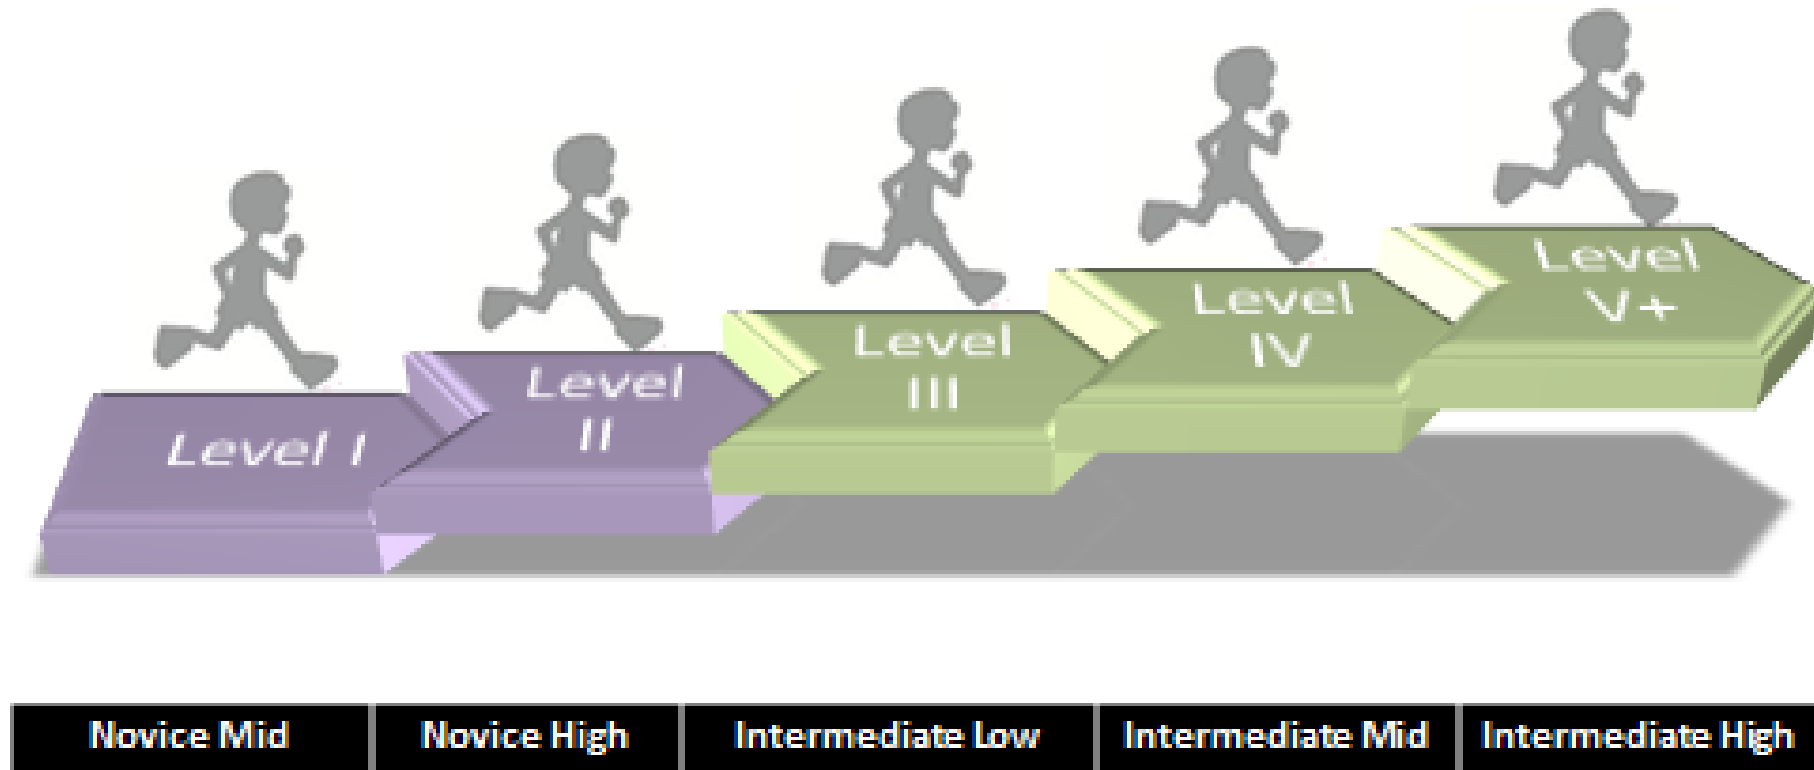 Level I
Level
II
Level
III
Level
IV
Level
V+
Novice Mid
Novice High
Intermediate Low
Intermediate Mid
Intermediate High